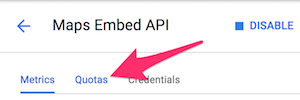 Maps Embed API
DISABLE
Metrics Quotas Credentials